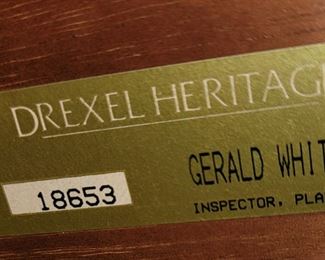 DREXEL HERITAG
GERALD WHIT
18653
INSPECTOR, PLA